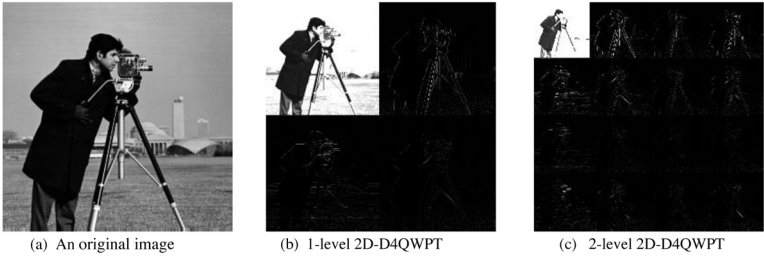 (a) An original image
(b) 1-level 2D-D4QWPT
(c) 2-level 2D-D4QWPT